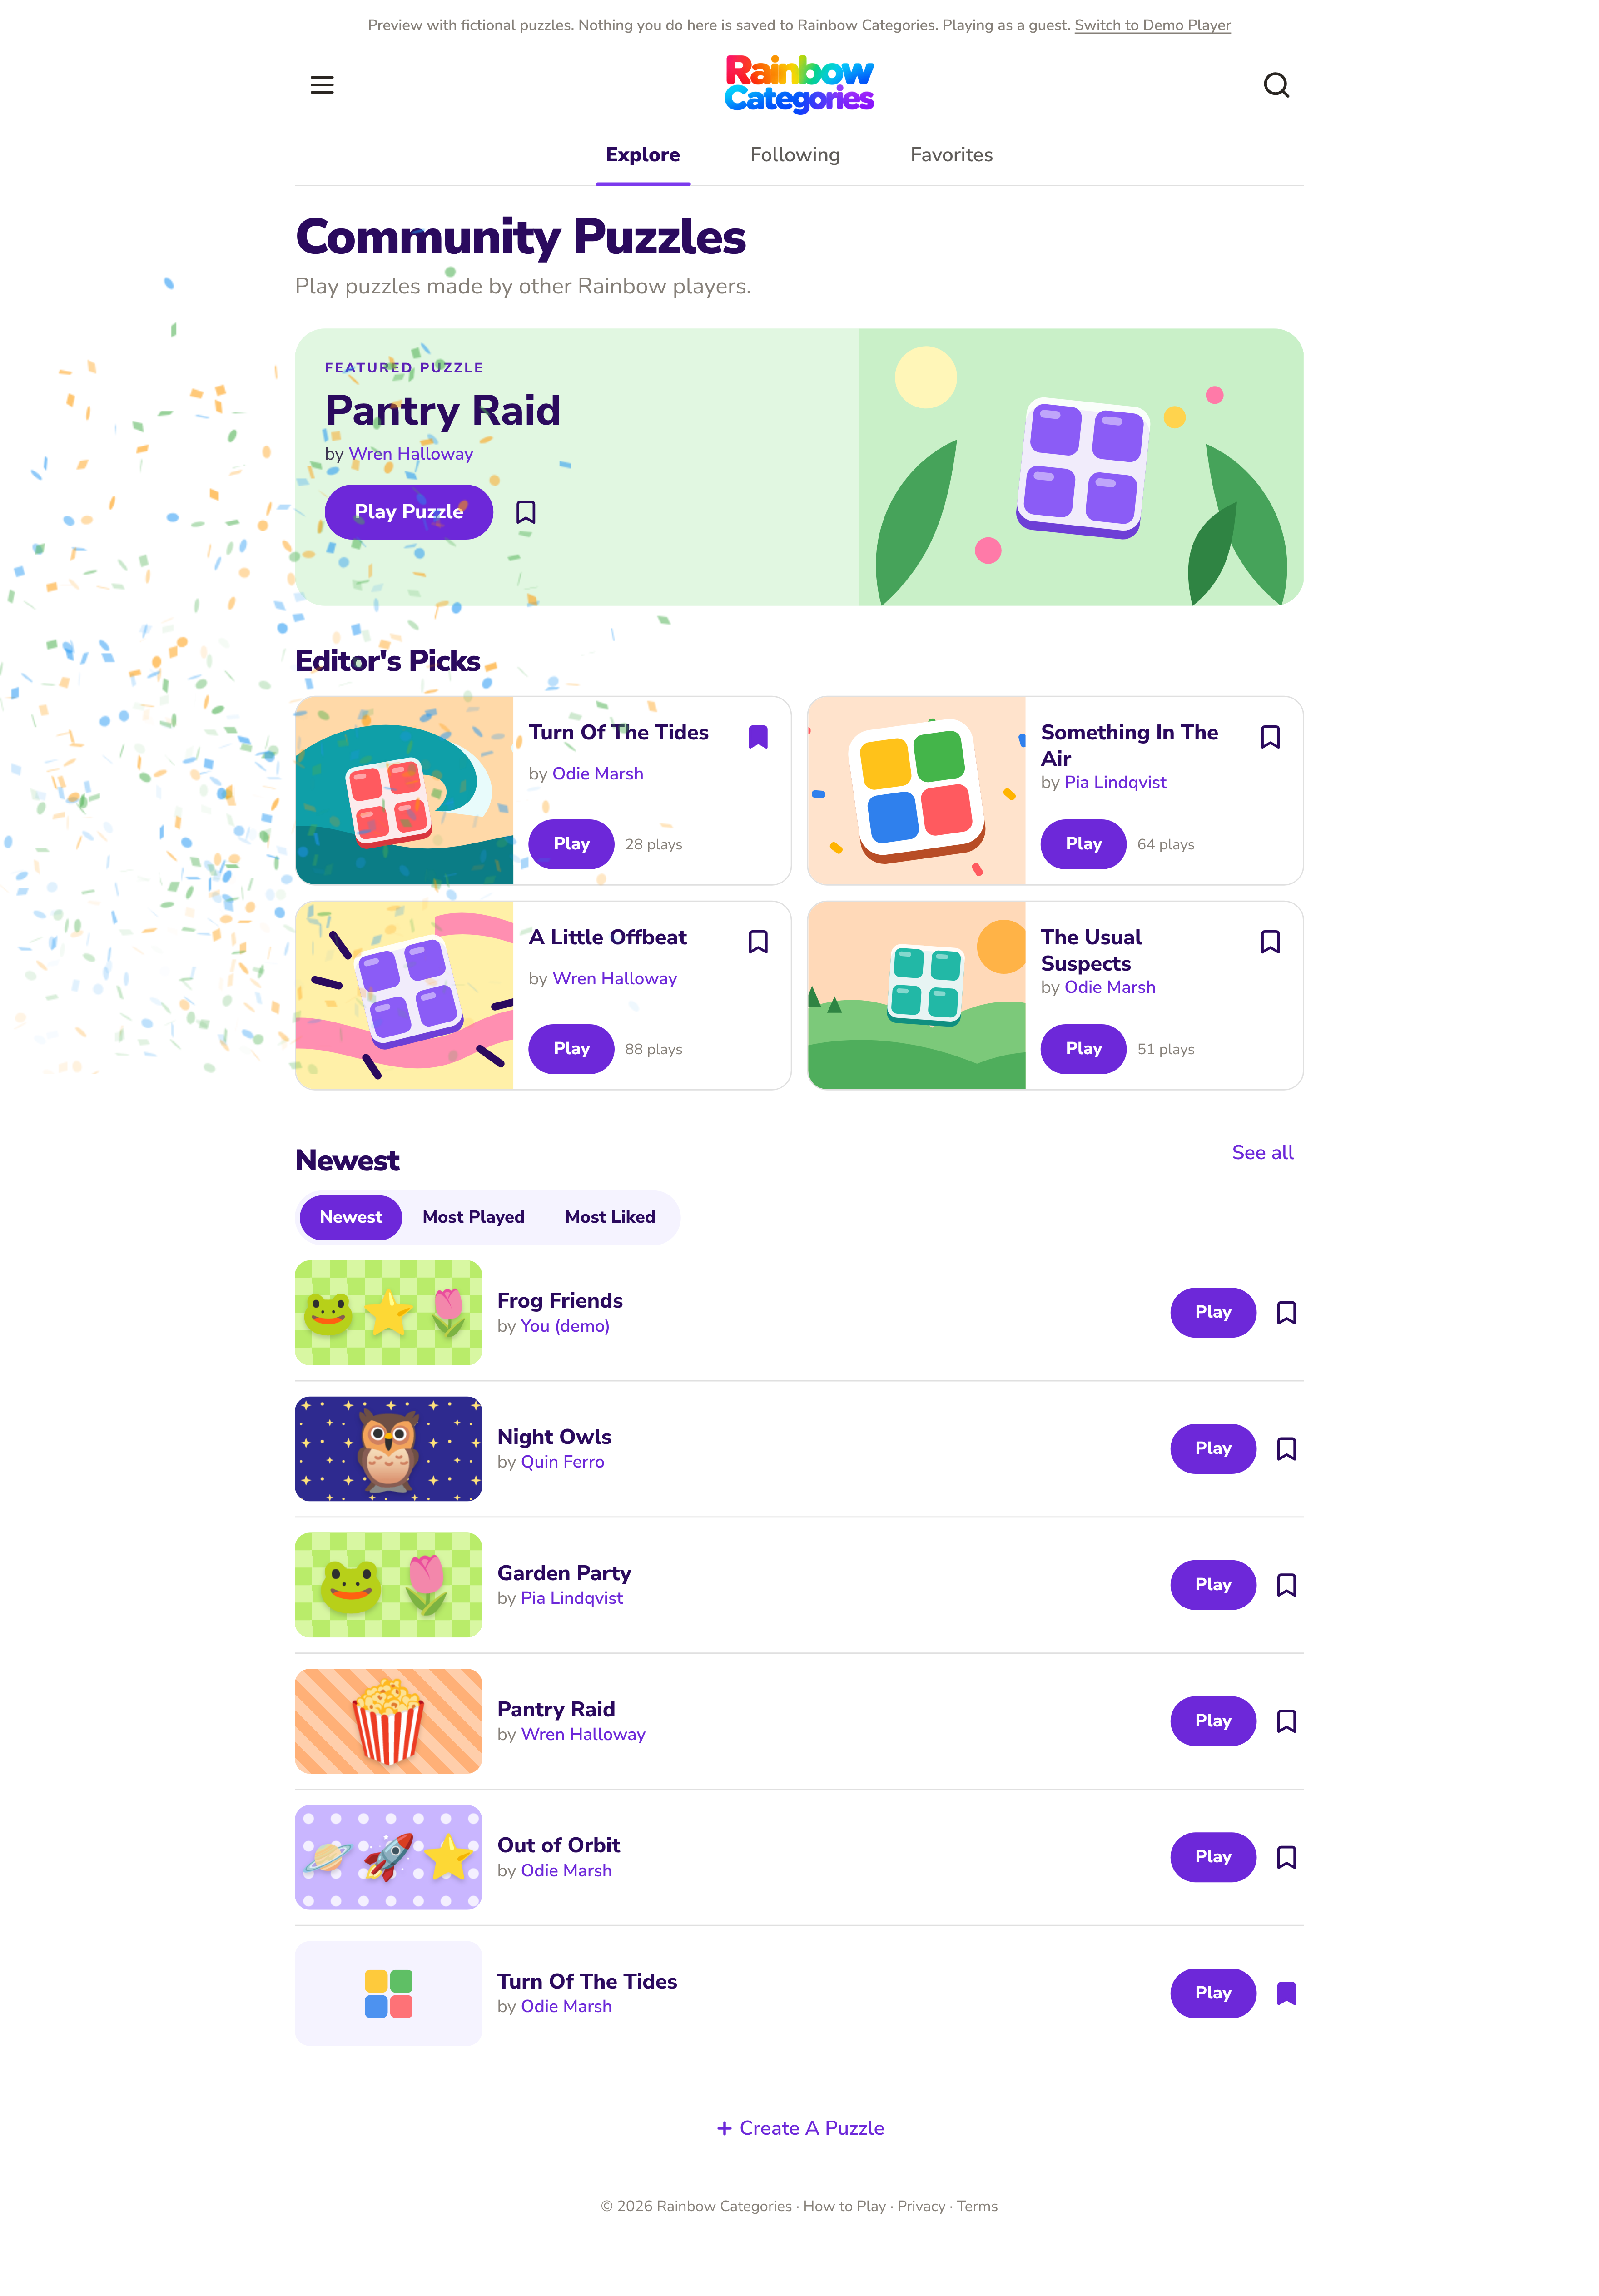 Preview with fictional puzzles. Nothing you do here is saved to Rainbow Categories. Playing as a guest. Switch to Demo Player
Rainbow
Categories
Explore
Following
Favorites
Community Puzzles
Play puzzles made by other Rainbow players.
FEATURED PUZZLE
Pantry Raid
by Wren Halloway
Play Puzzle
Editor's Picks
Turn Of The Tides
by Odie Marsh
Play
28 plays
Something In The
Air
by Pia Lindqvist
Play
64 plays
A Little Offbeat
by Wren Halloway
Play
88 plays
The Usual
Suspects
by Odie Marsh
Play
51 plays
Newest
See all
Newest
Most Played
Most Liked
Frog Friends
by You (demo)
Play
Night Owls
by Quin Ferro
Play
Garden Party
by Pia Lindqvist
Play
Pantry Raid
by Wren Halloway
Play
Out of Orbit
by Odie Marsh
Play
Turn Of The Tides
by Odie Marsh
Play
+ Create A Puzzle
© 2026 Rainbow Categories · How to Play · Privacy · Terms